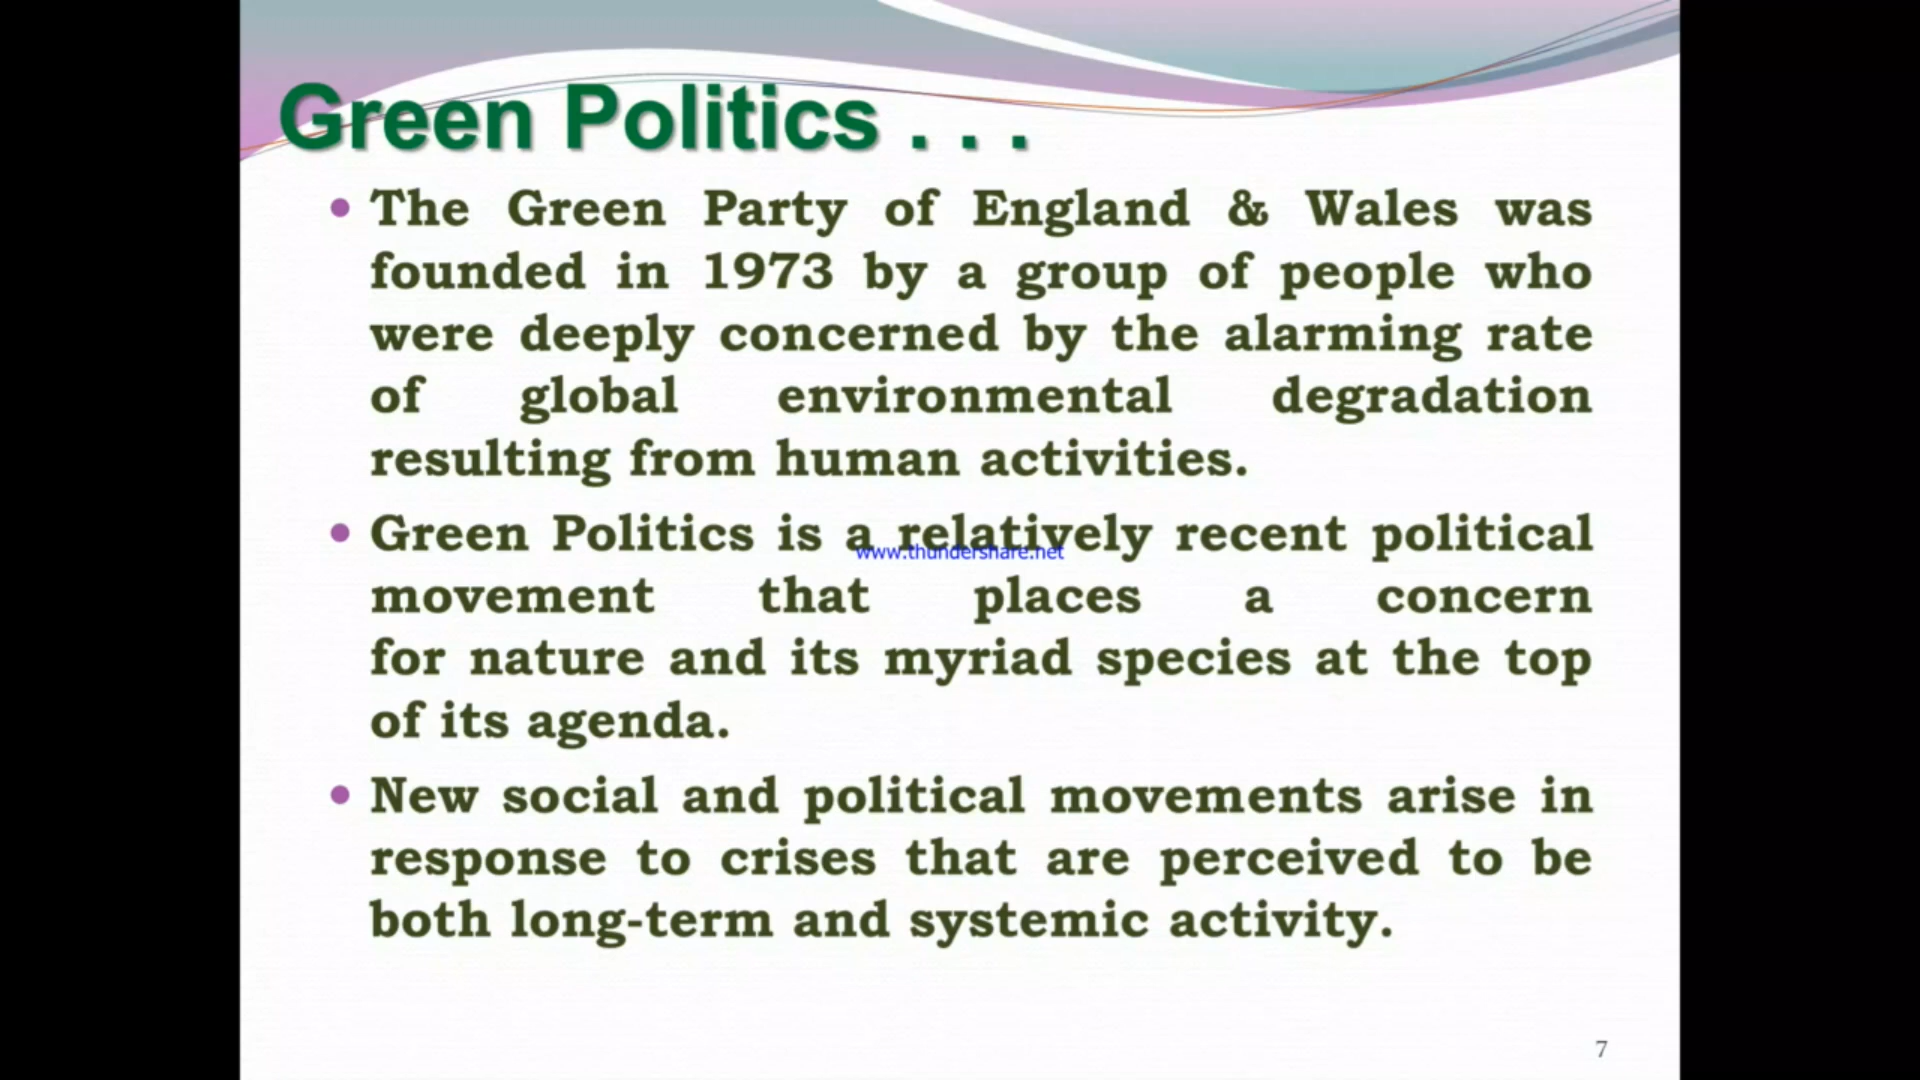 Green Politics . . .
• The Green Party of England & Wales was
founded in 1973 by a group of people who
were deeply concerned by the alarming rate
of global environmental degradation
resulting from human activities.
• Green Politics is a relatively recent political
www.thundershare.net
movement that places a concern
for nature and its myriad species at the top
of its agenda.
• New social and political movements arise in
response to crises that are perceived to be
both long-term and systemic activity.
7